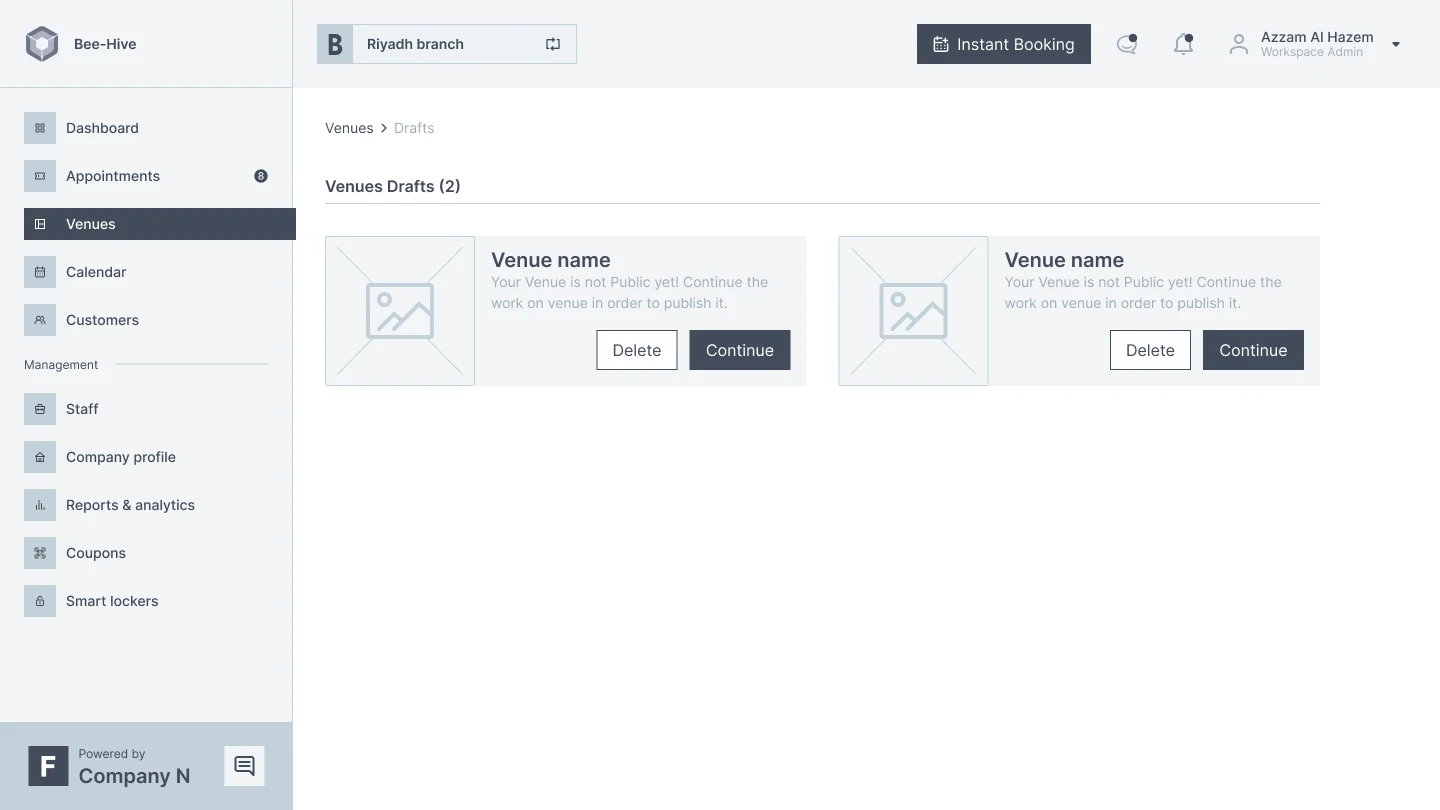 Bee-Hive
B
Riyadh branch
Instant Booking
Azzam Al Hazem
Workspace Admin
Dashboard
Appointments
8
Venues
Calendar
Customers
Management
Staff
Company profile
Reports & analytics
Coupons
Smart lockers
F
Powered by
Company N
Venues > Drafts
Venues Drafts (2)
Venue name
Your Venue is not Public yet! Continue the
work on venue in order to publish it.
Delete
Continue
Venue name
Your Venue is not Public yet! Continue the
work on venue in order to publish it.
Delete
Continue